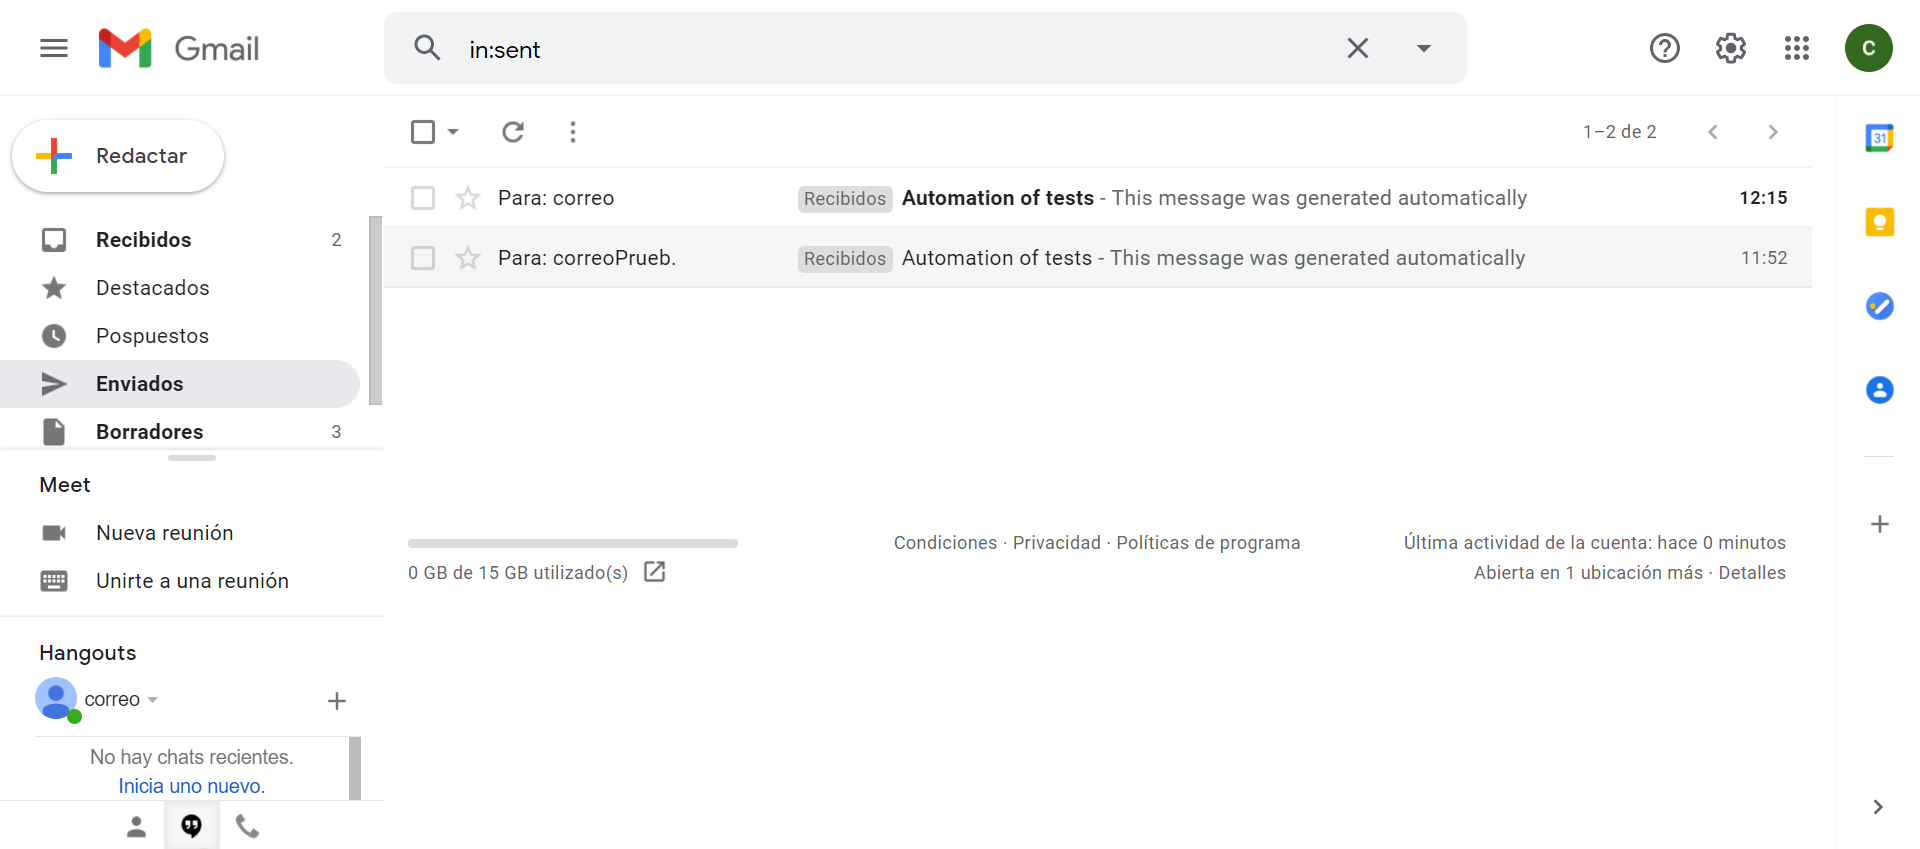 Gmail
in:sent
C
Redactar
1–2 de 2
31
Para: correo Recibidos Automation of tests - This message was generated automatically 12:15
Para: correoPrueb. Recibidos Automation of tests - This message was generated automatically 11:52
Recibidos 2
Destacados
Pospuestos
Enviados
Borradores 3
Meet
Nueva reunión
Unirte a una reunión
Hangouts
correo
No hay chats recientes.
Inicia uno nuevo.
0 GB de 15 GB utilizado(s)
Condiciones · Privacidad · Políticas de programa
Última actividad de la cuenta: hace 0 minutos
Abierta en 1 ubicación más · Detalles